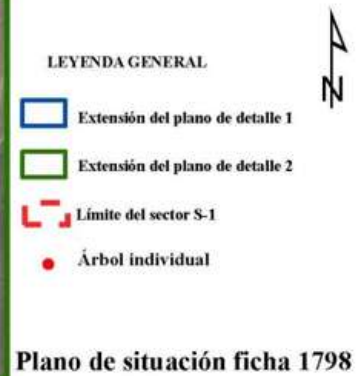 N
LEYENDA GENERAL
Extensión del plano de detalle 1
Extensión del plano de detalle 2
Límite del sector S-1
Árbol individual
Plano de situación ficha 1798